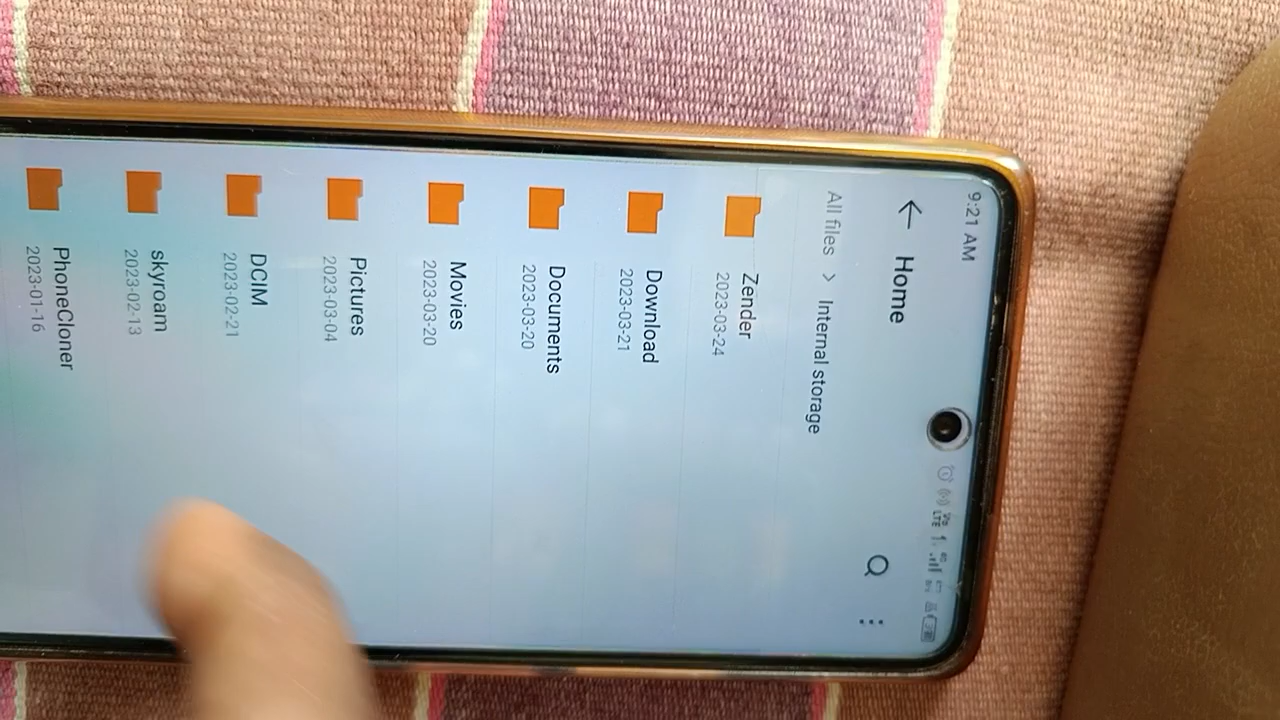 9:21 AM
Home
All files > Internal storage
Zender
2023-03-24
Download
2023-03-21
Documents
2023-03-20
Movies
2023-03-20
Pictures
2023-03-04
DCIM
2023-02-21
skyroam
2023-02-13
PhoneCloner
2023-01-16